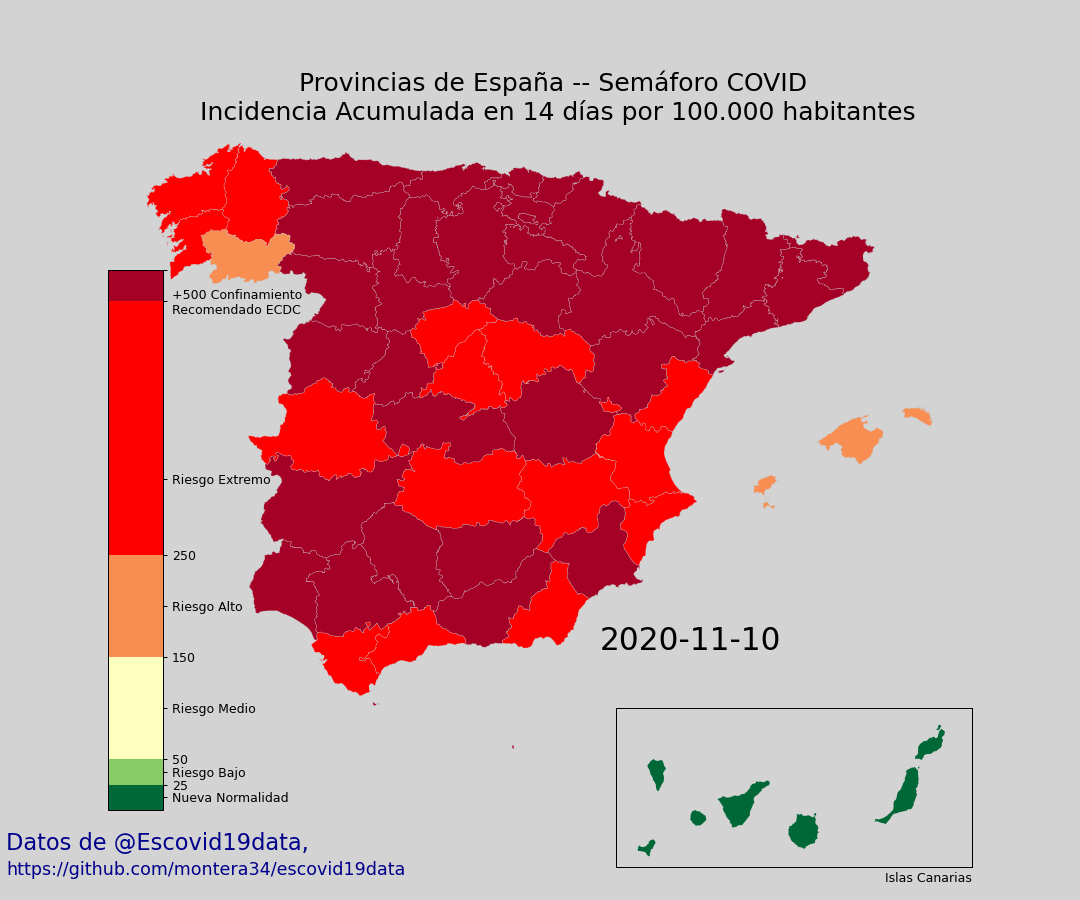 Provincias de España -- Semáforo COVID
Incidencia Acumulada en 14 días por 100.000 habitantes
+500 Confinamiento
Recomendado ECDC
Riesgo Extremo
250
Riesgo Alto
150
Riesgo Medio
50
Riesgo Bajo
25
Nueva Normalidad
2020-11-10
Islas Canarias
Datos de @Escovid19data,
https://github.com/montera34/escovid19data